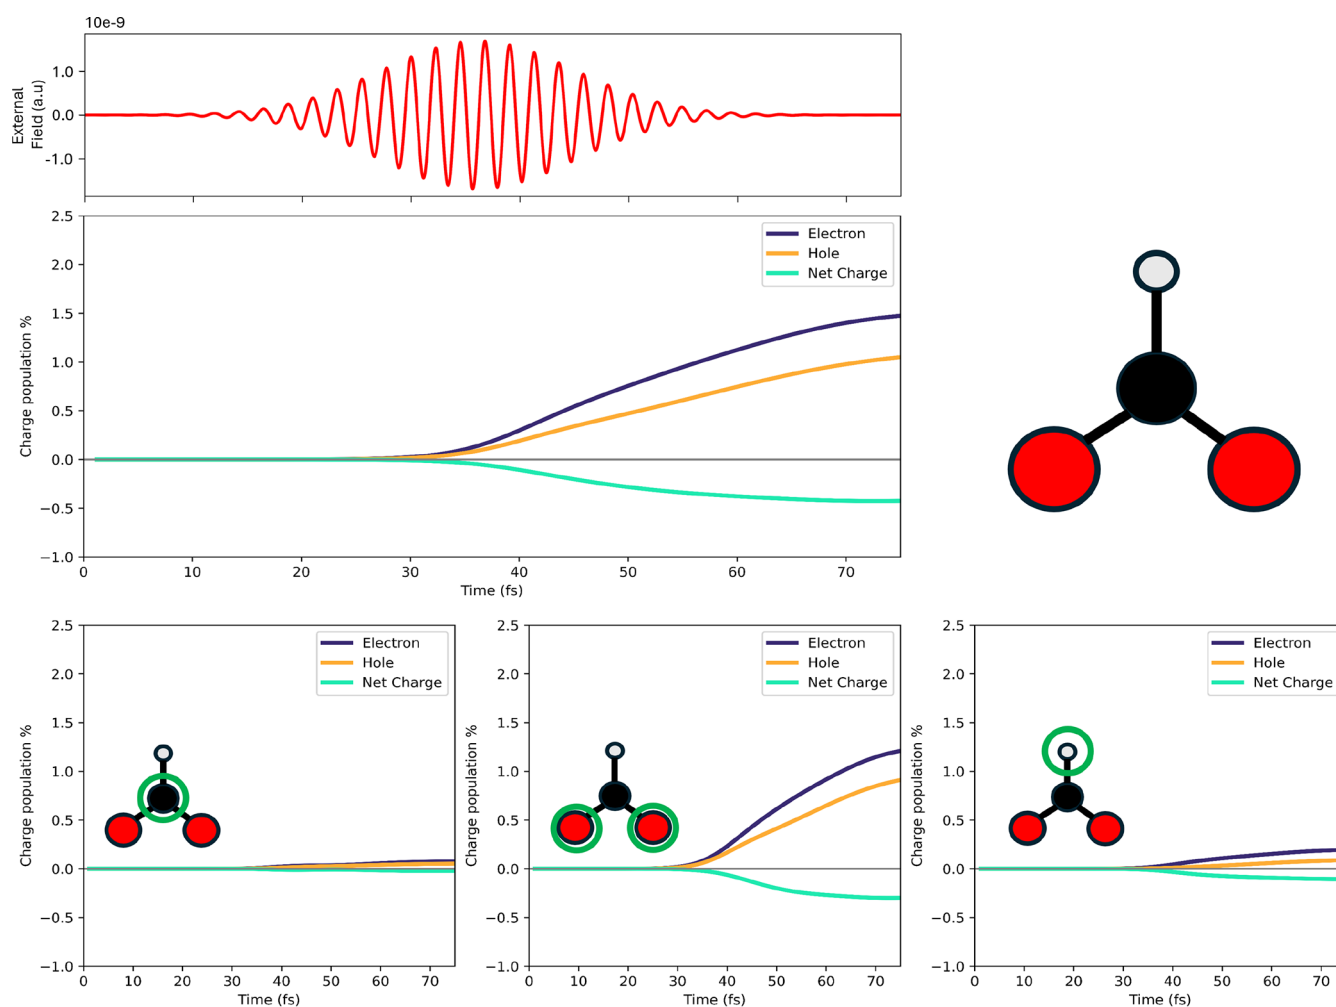 10e-9
External
Field (a.u)
1.0
0.0
-1.0
Charge population %
2.5
2.0
1.5
1.0
0.5
0.0
−0.5
−1.0
Electron
Hole
Net Charge
0 10 20 30 40 50 60 70
Time (fs)
Charge population %
2.5
2.0
1.5
1.0
0.5
0.0
−0.5
−1.0
Electron
Hole
Net Charge
0 10 20 30 40 50 60 70
Time (fs)
Charge population %
2.5
2.0
1.5
1.0
0.5
0.0
−0.5
−1.0
Electron
Hole
Net Charge
0 10 20 30 40 50 60 70
Time (fs)
Charge population %
2.5
2.0
1.5
1.0
0.5
0.0
−0.5
−1.0
Electron
Hole
Net Charge
0 10 20 30 40 50 60 70
Time (fs)